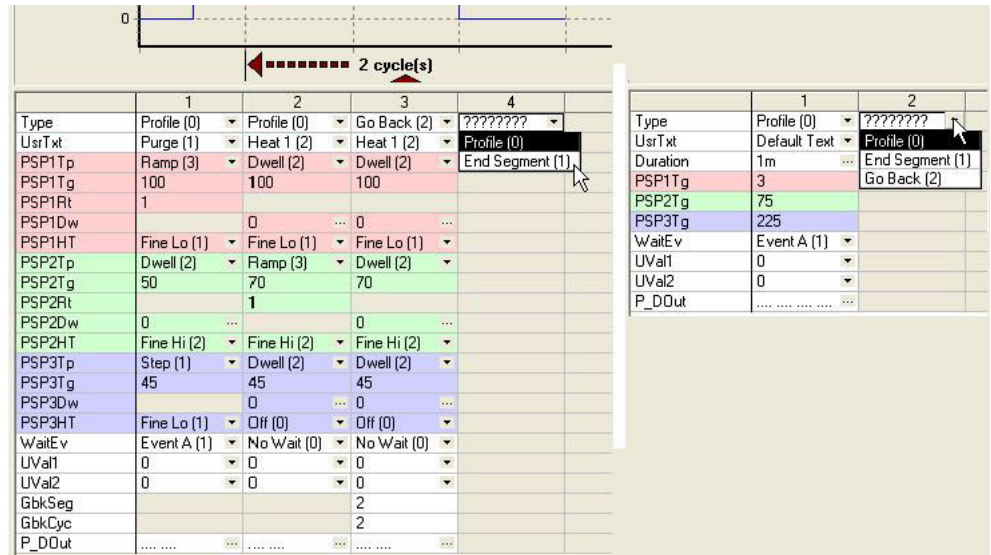 0
2 cycle(s)
1 2 3 4
Type Profile (0) Profile (0) Go Back (2) ????????
UsrTxt Purge (1) Heat 1 (2) Heat 1 (2) Profile (0)
PSP1Tp Ramp (3) Dwell (2) Dwell (2) End Segment (1)
PSP1Tg 100 100 100
PSP1Rt 1
PSP1Dw 0 ... 0 ...
PSP1HT Fine Lo (1) Fine Lo (1) Fine Lo (1)
PSP2Tp Dwell (2) Ramp (3) Dwell (2)
PSP2Tg 50 70 70
PSP2Rt 1
PSP2Dw 0 ... 0 ...
PSP2HT Fine Hi (2) Fine Hi (2) Fine Hi (2)
PSP3Tp Step (1) Dwell (2) Dwell (2)
PSP3Tg 45 45 45
PSP3Dw 0 ... 0 ...
PSP3HT Fine Lo (1) Off (0) Off (0)
WaitEv Event A (1) No Wait (0) No Wait (0)
UVal1 0 0 0
UVal2 0 0 0
GbkSeg 2
GbkCyc 2
P_DOut .... .... ... .... .... ... .... .... ...
1 2
Type Profile (0) ????????
UsrTxt Default Text Profile (0)
Duration 1m ... End Segment (1)
PSP1Tg 3 Go Back (2)
PSP2Tg 75
PSP3Tg 225
WaitEv Event A (1)
UVal1 0
UVal2 0
P_DOut .... .... .... .... ...